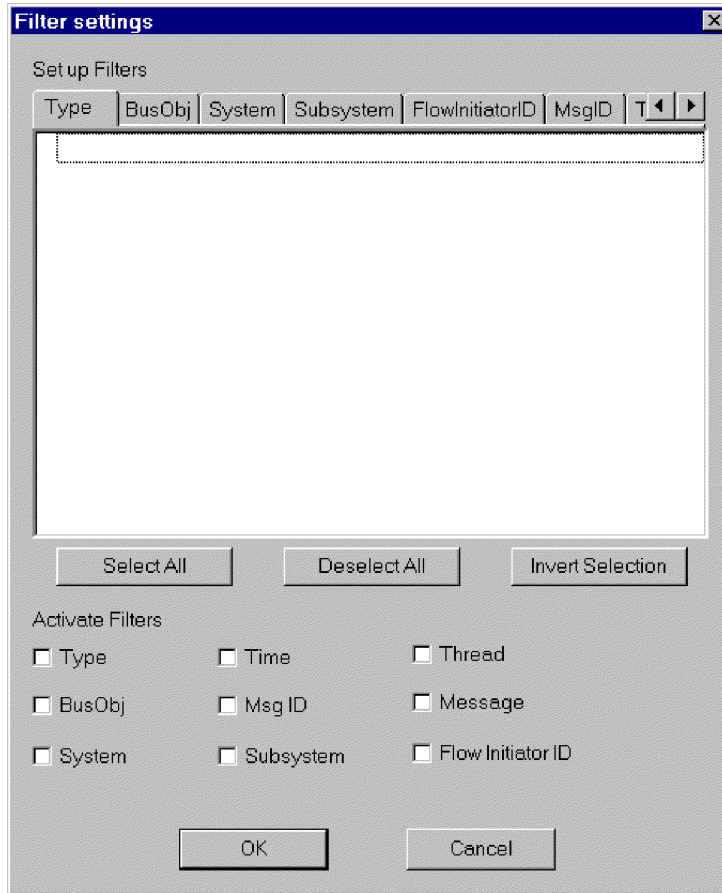 Filter settings
Set up Filters
Type BusObj System Subsystem FlowInitiatorID MsgID T
Select All Deselect All Invert Selection
Activate Filters
Type Time Thread
BusObj Msg ID Message
System Subsystem Flow Initiator ID
OK Cancel